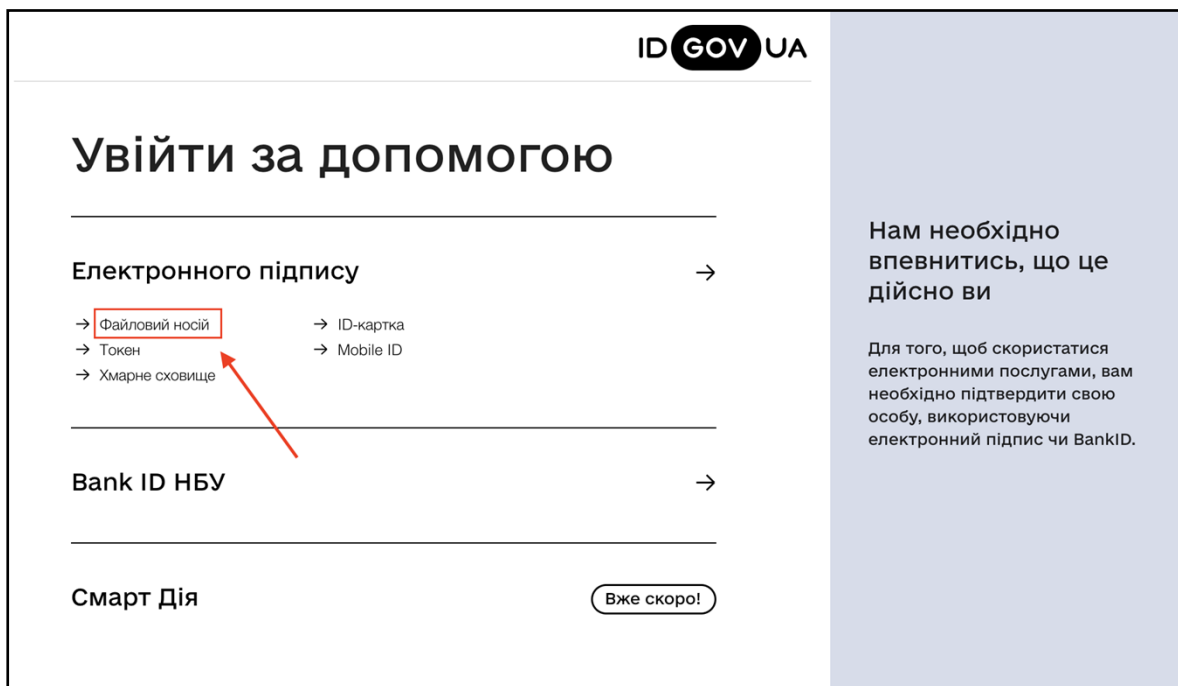 ID GOV UA
Увійти за допомогою
Електронного підпису
Файловий носій
ID-картка
Токен
Mobile ID
Хмарне сховище
Bank ID НБУ
Смарт Дія
Вже скоро!
Нам необхідно
впевнитись, що це
дійсно ви
Для того, щоб скористатися
електронними послугами, вам
необхідно підтвердити свою
особу, використовуючи
електронний підпис чи BankID.